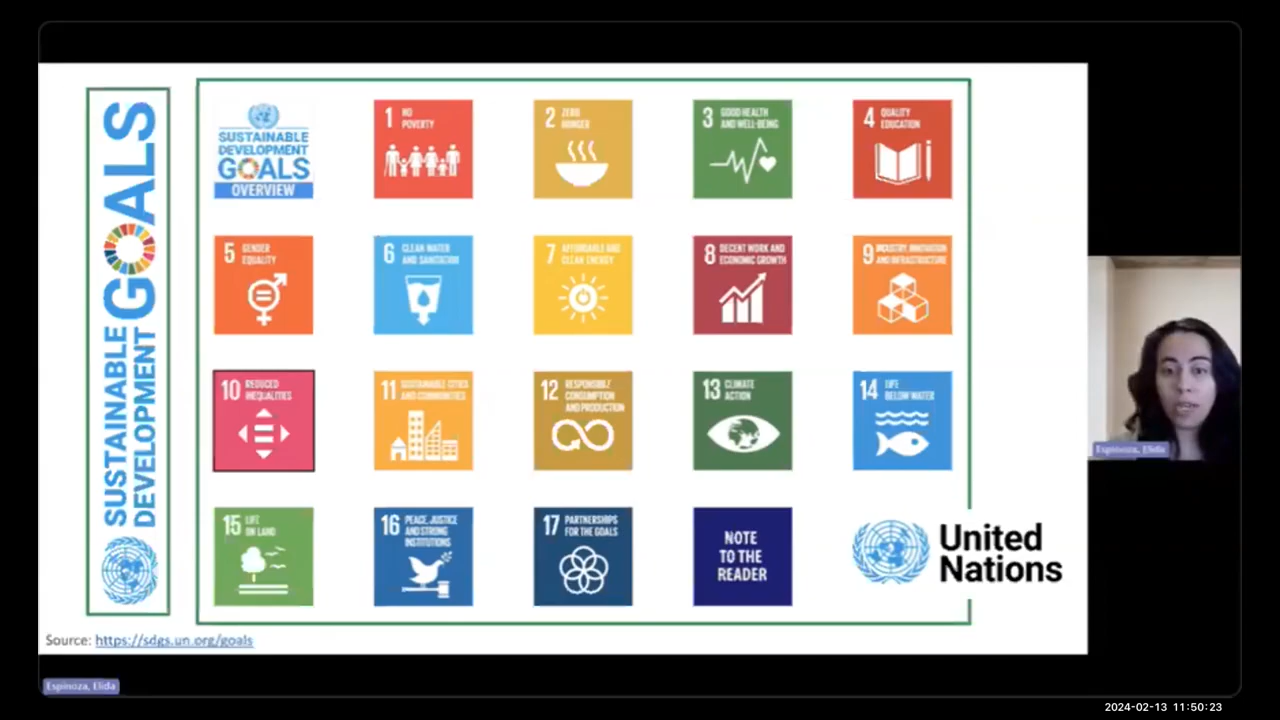 SUSTAINABLE
DEVELOPMENT
GOALS
SUSTAINABLE
DEVELOPMENT
GOALS
OVERVIEW
1 NO
POVERTY
2 ZERO
HUNGER
3 GOOD HEALTH
AND WELL-BEING
4 QUALITY
EDUCATION
5 GENDER
EQUALITY
6 CLEAN WATER
AND SANITATION
7 AFFORDABLE AND
CLEAN ENERGY
8 DECENT WORK AND
ECONOMIC GROWTH
9 INDUSTRY, INNOVATION
AND INFRASTRUCTURE
10 REDUCED
INEQUALITIES
11 SUSTAINABLE CITIES
AND COMMUNITIES
12 RESPONSIBLE
CONSUMPTION
AND PRODUCTION
13 CLIMATE
ACTION
14 LIFE
BELOW WATER
15 LIFE
ON LAND
16 PEACE, JUSTICE
AND STRONG
INSTITUTIONS
17 PARTNERSHIPS
FOR THE GOALS
NOTE
TO THE
READER
United
Nations
Source: https://sdgs.un.org/goals
Espinoza, Elida
Espinoza, Elida
2024-02-13 11:50:23